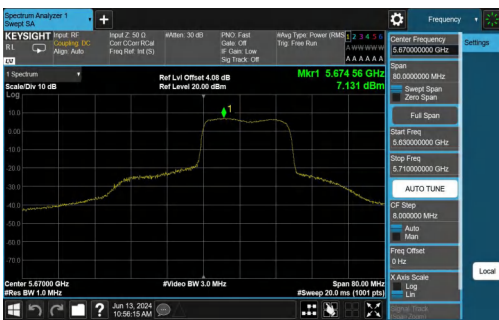 Spectrum Analyzer 1
Swept SA
Frequency
KEYSIGHT
RL
Input: RF
Coupling: DC
Align: Auto
Input Z: 50 Ω
Corr CCorr RCal
Freq Ref: Int (S)
#Atten: 30 dB
PNO: Fast
Gate: Off
IF Gain: Low
Sig Track: Off
#Avg Type: Power (RMS
Trig: Free Run
1 2 3 4 5 6
A WWWWW
A A A A A A
LW
1 Spectrum
Scale/Div 10 dB
Log
Ref Lvl Offset 4.08 dB
Ref Level 20.00 dBm
Mkr1 5.674 56 GHz
7.131 dBm
1
10.0
0.00
-10.0
-20.0
-30.0
-40.0
-50.0
-60.0
-70.0
Center 5.67000 GHz
#Res BW 1.0 MHz
#Video BW 3.0 MHz
Span 80.00 MHz
#Sweep 20.0 ms (1001 pts)
Jun 13, 2024
10:56:15 AM
Center Frequency
5.670000000 GHz
Settings
Span
80.0000000 MHz
Swept Span
Zero Span
Full Span
Start Freq
5.630000000 GHz
Stop Freq
5.710000000 GHz
AUTO TUNE
CF Step
8.000000 MHz
Auto
Man
Freq Offset
0 Hz
X Axis Scale
Log
Lin
Local
Signal Track